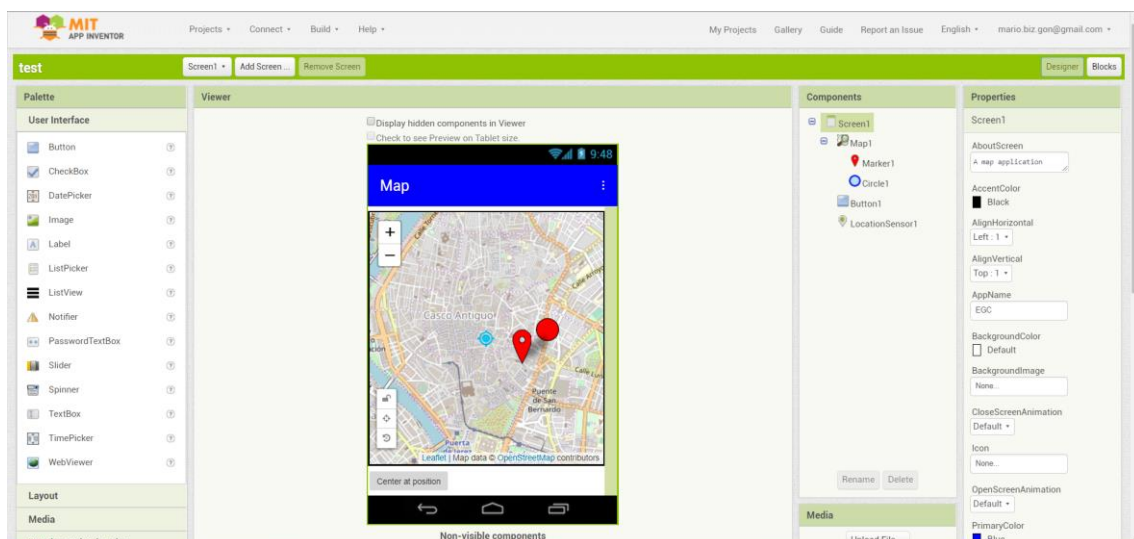 MIT
APP INVENTOR
Projects
Connect
Build
Help
My Projects
Gallery
Guide
Report an Issue
English
mario.biz.gon@gmail.com
test
Screen1
Add Screen ...
Remove Screen
Designer
Blocks
Palette
User Interface
Button
CheckBox
DatePicker
Image
Label
ListPicker
ListView
Notifier
PasswordTextBox
Slider
Spinner
TextBox
TimePicker
WebViewer
Layout
Media
Viewer
Display hidden components in Viewer
Check to see Preview on Tablet size.
9:48
Map
+
−
Casco Antiguo
Puente
de San
Bernardo
Puerta
Leaflet | Map data © OpenStreetMap contributors
Center at position
Non-visible components
Components
Screen1
Map1
Marker1
Circle1
Button1
LocationSensor1
Rename
Delete
Media
Upload File ...
Properties
Screen1
AboutScreen
A map application
AccentColor
Black
AlignHorizontal
Left : 1
AlignVertical
Top : 1
AppName
EGC
BackgroundColor
Default
BackgroundImage
None...
CloseScreenAnimation
Default
Icon
None...
OpenScreenAnimation
Default
PrimaryColor
Blue